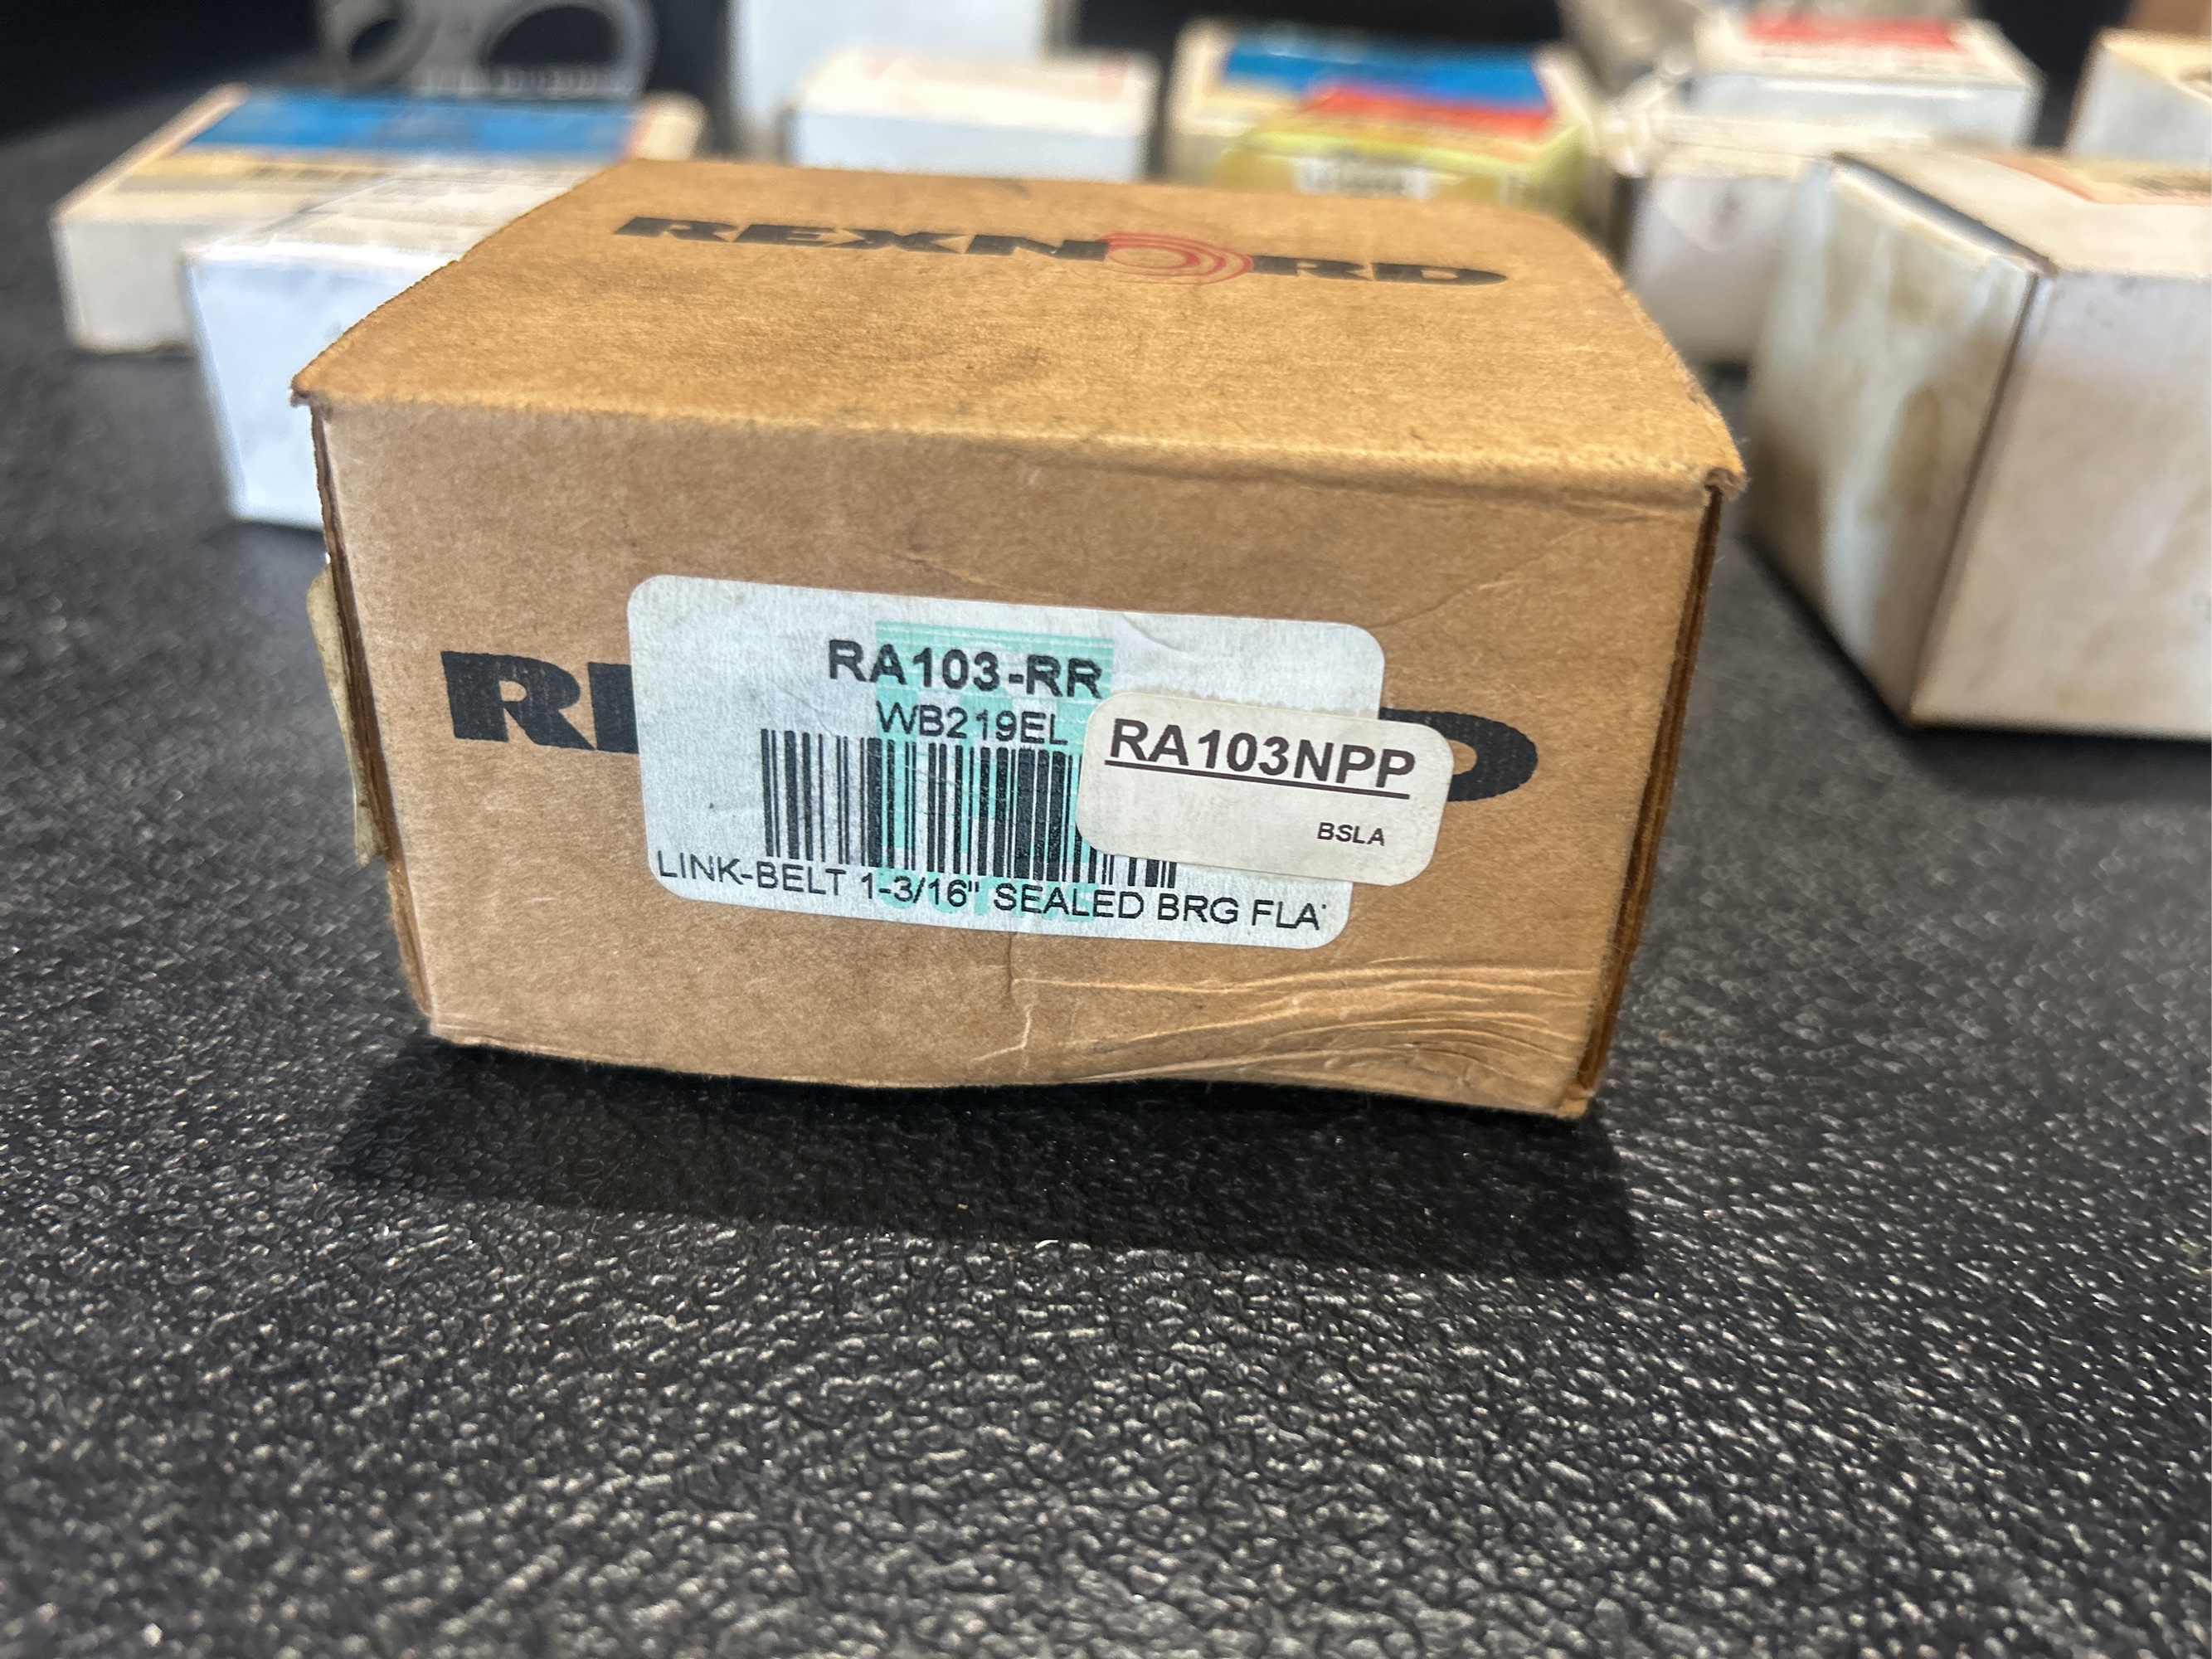 REXNORD
RA103-RR
WB219EL
RA103NPP
BSLA
LINK-BELT 1-3/16" SEALED BRG FLA